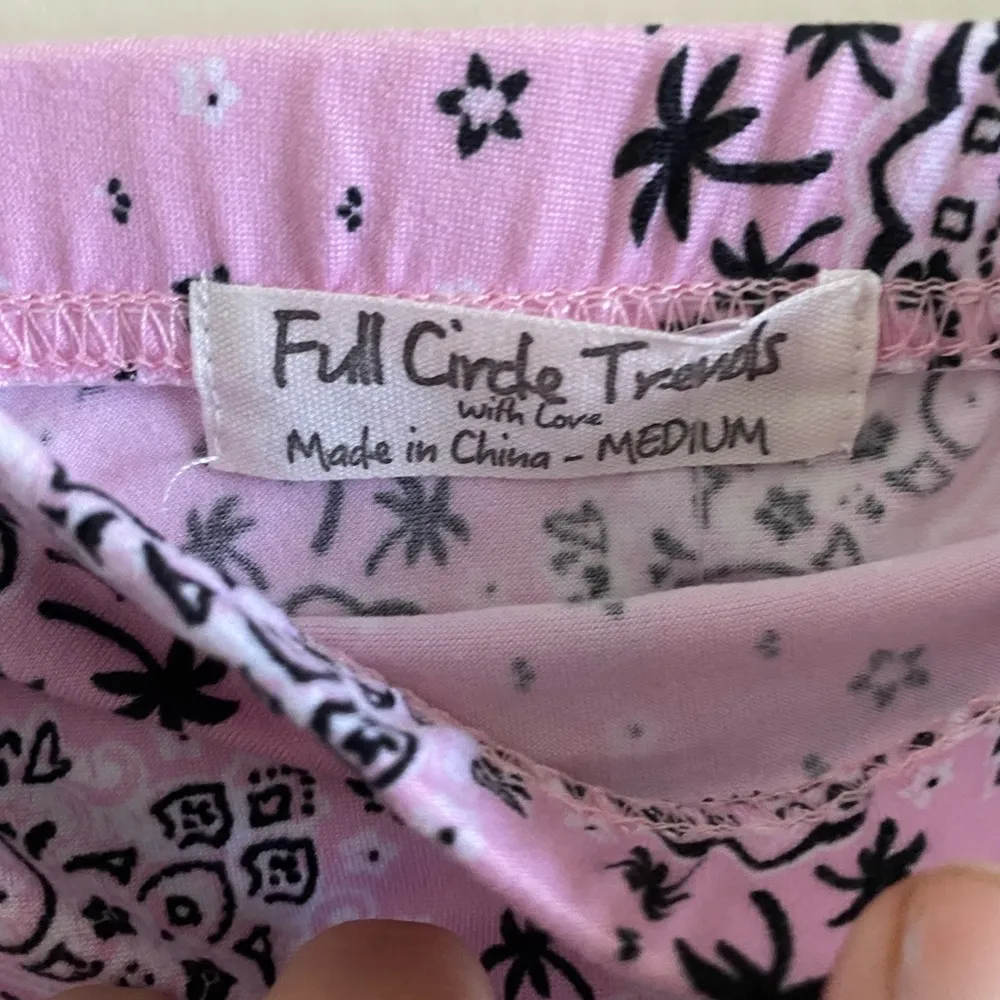 Full Circle Trends
with Love
Made in China - MEDIUM